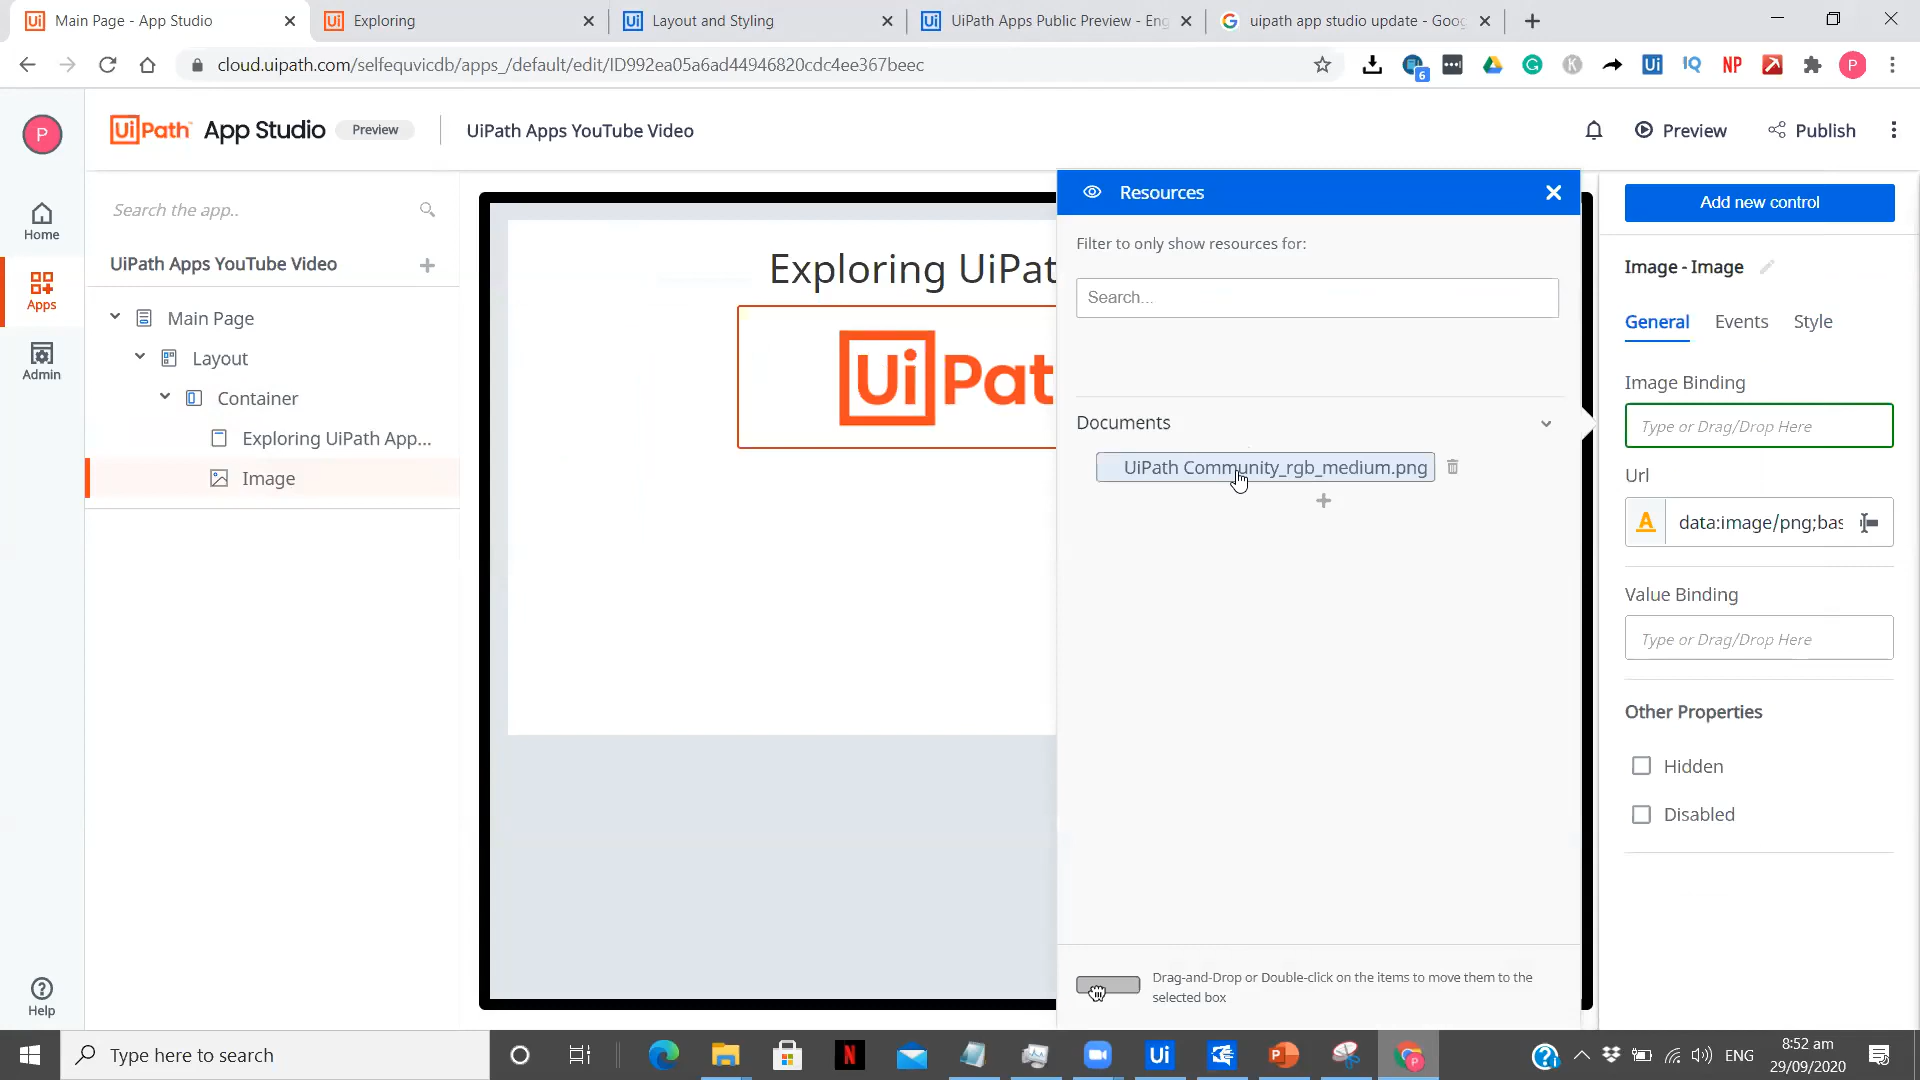 Main Page - App Studio
Exploring
Layout and Styling
UiPath Apps Public Preview - Eng
uipath app studio update - Goog
cloud.uipath.com/selfequvicdb/apps_/default/edit/ID992ea05a6ad44946820cdc4ee367beec
6
Ui
IQ
NP
P
P
UiPath App Studio
Preview
UiPath Apps YouTube Video
Preview
Publish
Home
Apps
Admin
Help
Search the app..
UiPath Apps YouTube Video
Main Page
Layout
Container
Exploring UiPath App...
Image
Exploring UiPat
UiPat
Resources
Filter to only show resources for:
Search...
Documents
UiPath Community_rgb_medium.png
Drag-and-Drop or Double-click on the items to move them to the
selected box
Add new control
Image - Image
General
Events
Style
Image Binding
Type or Drag/Drop Here
Url
A
data:image/png;bas
Value Binding
Type or Drag/Drop Here
Other Properties
Hidden
Disabled
Type here to search
N
Ui
ENG
8:52 am
29/09/2020